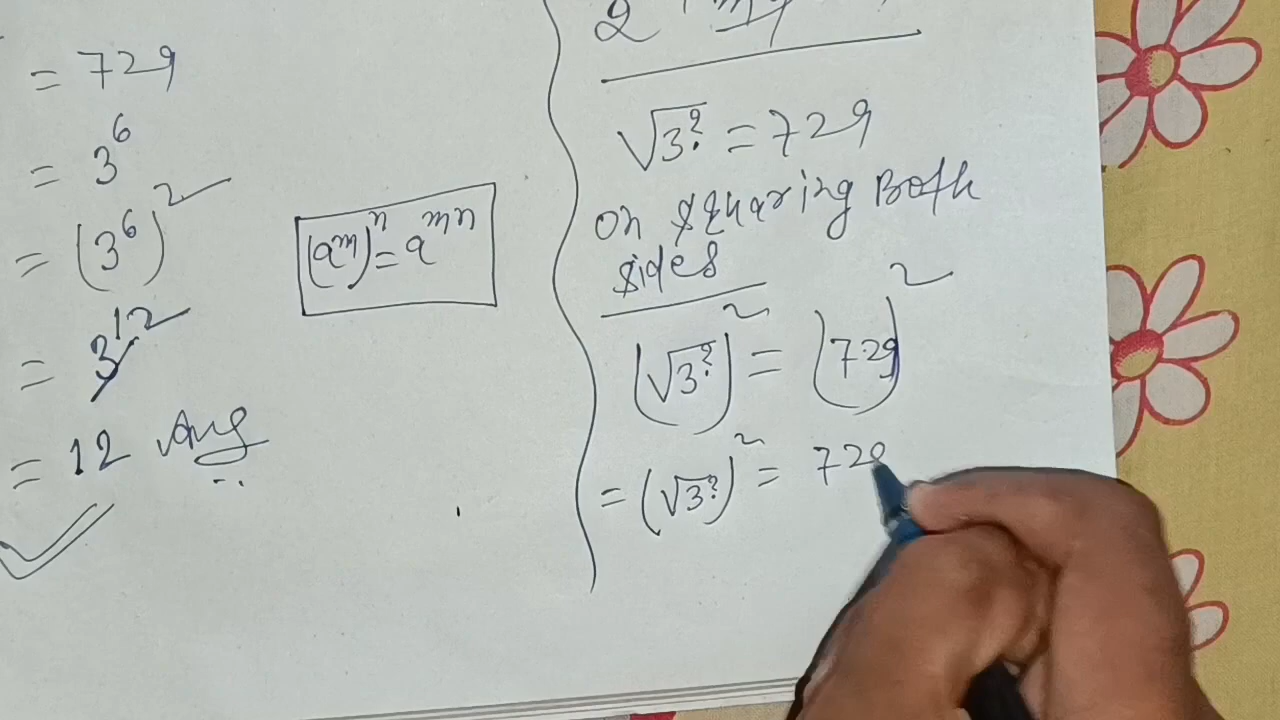 = 729
= 3^6
= (3^6)^2
= 3^12
= 12 Ans
(a^m)^n = a^mn
2
√3^? = 729
on squaring Both
sides
(√3^?)^2 = (729)^2
= (√3^?)^2 = 729